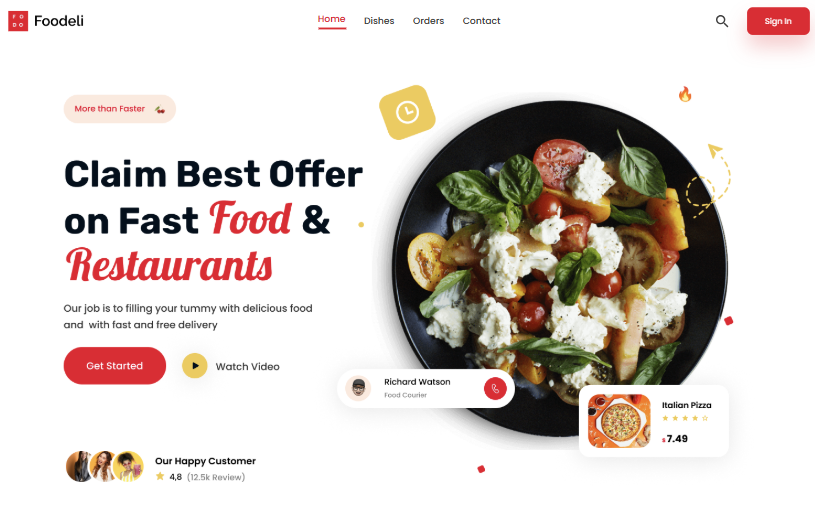 FO
DO
Foodeli
Home
Dishes
Orders
Contact
Sign In
More than Faster
Claim Best Offer
on Fast Food &
Restaurants
Our job is to filling your tummy with delicious food
and with fast and free delivery
Get Started
Watch Video
Richard Watson
Food Courier
Italian Pizza
$7.49
Our Happy Customer
4,8 (12.5k Review)